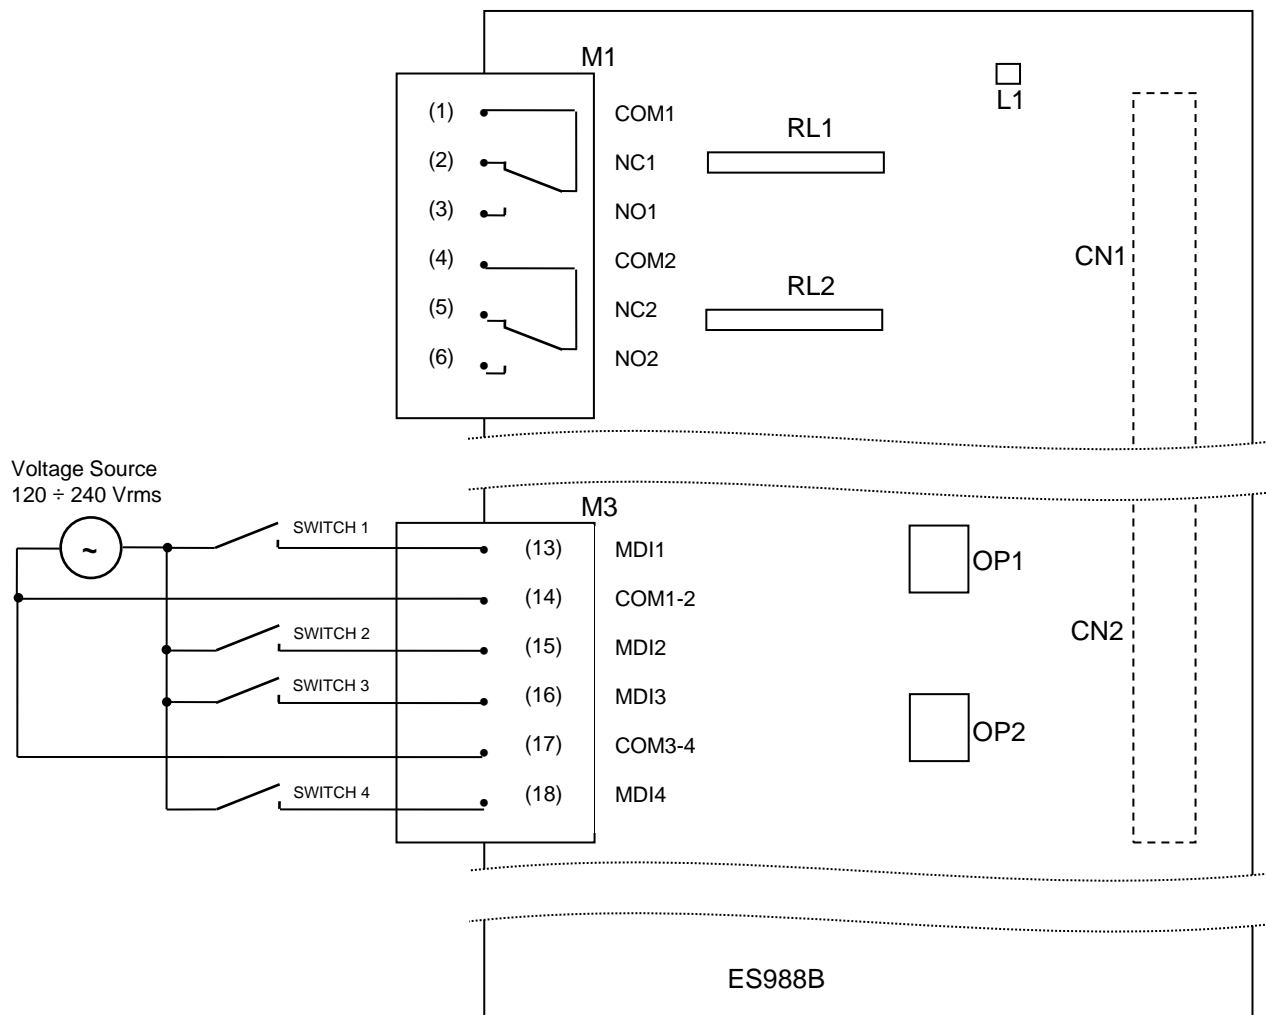 M1
L1
(1) COM1
RL1
(2) NC1
(3) NO1
(4) COM2
CN1
RL2
(5) NC2
(6) NO2
Voltage Source
120 ÷ 240 Vrms
M3
~
SWITCH 1
(13) MDI1
OP1
(14) COM1-2
CN2
SWITCH 2
(15) MDI2
SWITCH 3
(16) MDI3
OP2
(17) COM3-4
SWITCH 4
(18) MDI4
ES988B